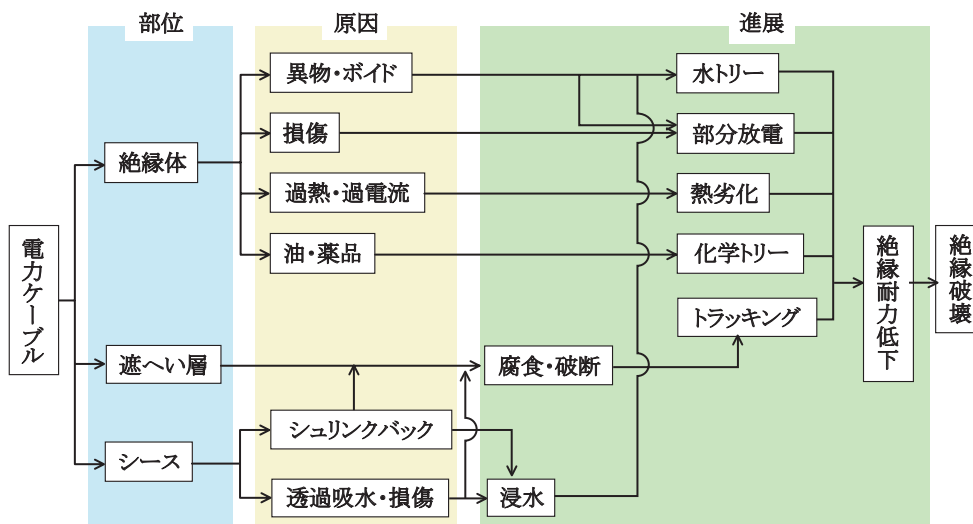 部位
原因
進展
電力ケーブル
絶縁体
遮へい層
シース
異物・ボイド
損傷
過熱・過電流
油・薬品
シュリンクバック
透過吸水・損傷
水トリー
部分放電
熱劣化
化学トリー
トラッキング
腐食・破断
浸水
絶縁耐力低下
絶縁破壊